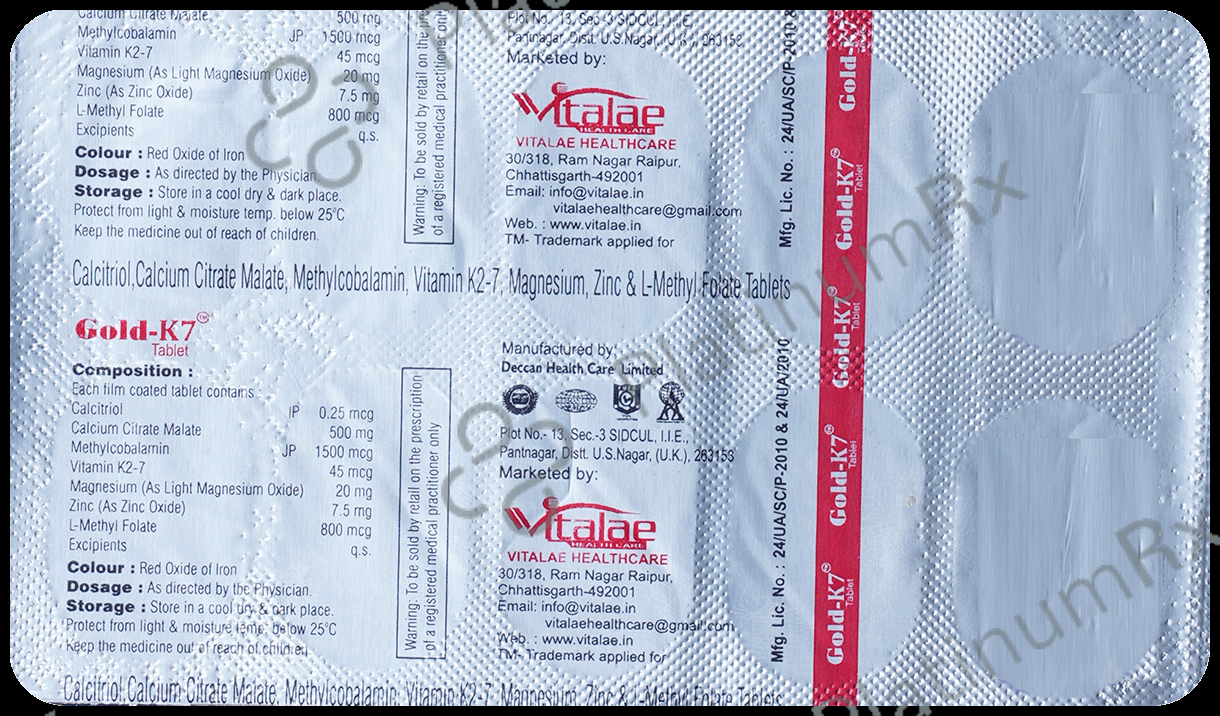 Calcium Citrate Malate 500 mg
Methylcobalamin JP 1500 mcg
Vitamin K2-7 45 mcg
Magnesium (As Light Magnesium Oxide) 20 mg
Zinc (As Zinc Oxide) 7.5 mg
L-Methyl Folate 800 mcg
Excipients q.s.
Colour : Red Oxide of Iron
Dosage : As directed by the Physician.
Storage : Store in a cool dry & dark place.
Protect from light & moisture temp. below 25°C
Keep the medicine out of reach of children.
Warning: To be sold by retail on the
of a registered medical practitioner only
Plot No.- 13, Sec.-3 SIDCUL, I.I.E.,
Pantnagar, Distt. U.S.Nagar, (U.K.), 263153
Marketed by:
Vitalae
HEALTH CARE
VITALAE HEALTHCARE
30/318, Ram Nagar Raipur,
Chhattisgarth-492001
Email: info@vitalae.in
vitalaehealthcare@gmail.com
Web. : www.vitalae.in
TM- Trademark applied for
Mfg. Lic. No. : 24/UA/SC/P-2010 &
Calcitriol,Calcium Citrate Malate, Methylcobalamin, Vitamin K2-7, Magnesium, Zinc & L-Methyl Folate Tablets
Gold-K7™
Tablet
Composition :
Each film coated tablet contains :
Calcitriol IP 0.25 mcg
Calcium Citrate Malate 500 mg
Methylcobalamin JP 1500 mcg
Vitamin K2-7 45 mcg
Magnesium (As Light Magnesium Oxide) 20 mg
Zinc (As Zinc Oxide) 7.5 mg
L-Methyl Folate 800 mcg
Excipients q.s.
Colour : Red Oxide of Iron
Dosage : As directed by the Physician.
Storage : Store in a cool dry & dark place.
Protect from light & moisture temp. below 25°C
Keep the medicine out of reach of children.
Warning: To be sold by retail on the prescription
of a registered medical practitioner only
Manufactured by:
Deccan Health Care Limited
Plot No.- 13, Sec.-3 SIDCUL, I.I.E.,
Pantnagar, Distt. U.S.Nagar, (U.K.), 263153
Marketed by:
Vitalae
HEALTH CARE
VITALAE HEALTHCARE
30/318, Ram Nagar Raipur,
Chhattisgarth-492001
Email: info@vitalae.in
vitalaehealthcare@gmail.com
Web. : www.vitalae.in
TM- Trademark applied for
Mfg. Lic. No. : 24/UA/SC/P-2010 & 24/UA/2010
Calcitriol,Calcium Citrate Malate, Methylcobalamin, Vitamin K2-7, Magnesium, Zinc & L-Methyl Folate Tablets
Gold-K7
Tablet
Gold-K7™
Tablet
Gold-K7™
Tablet
Gold-K7™
Tablet
Gold-K7™
Tablet
PlatinumRx
PlatinumRx